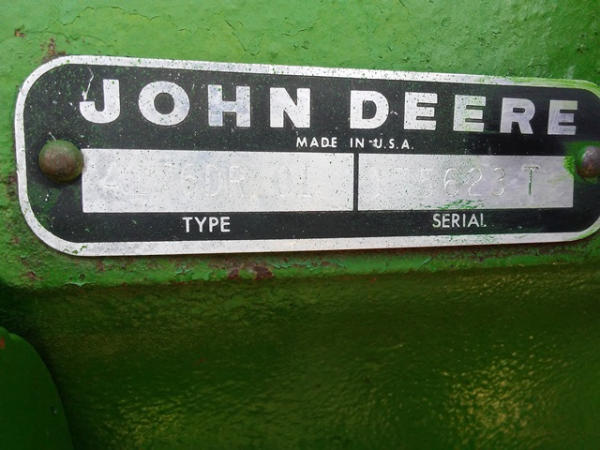 JOHN DEERE
MADE IN U.S.A.
TYPE SERIAL